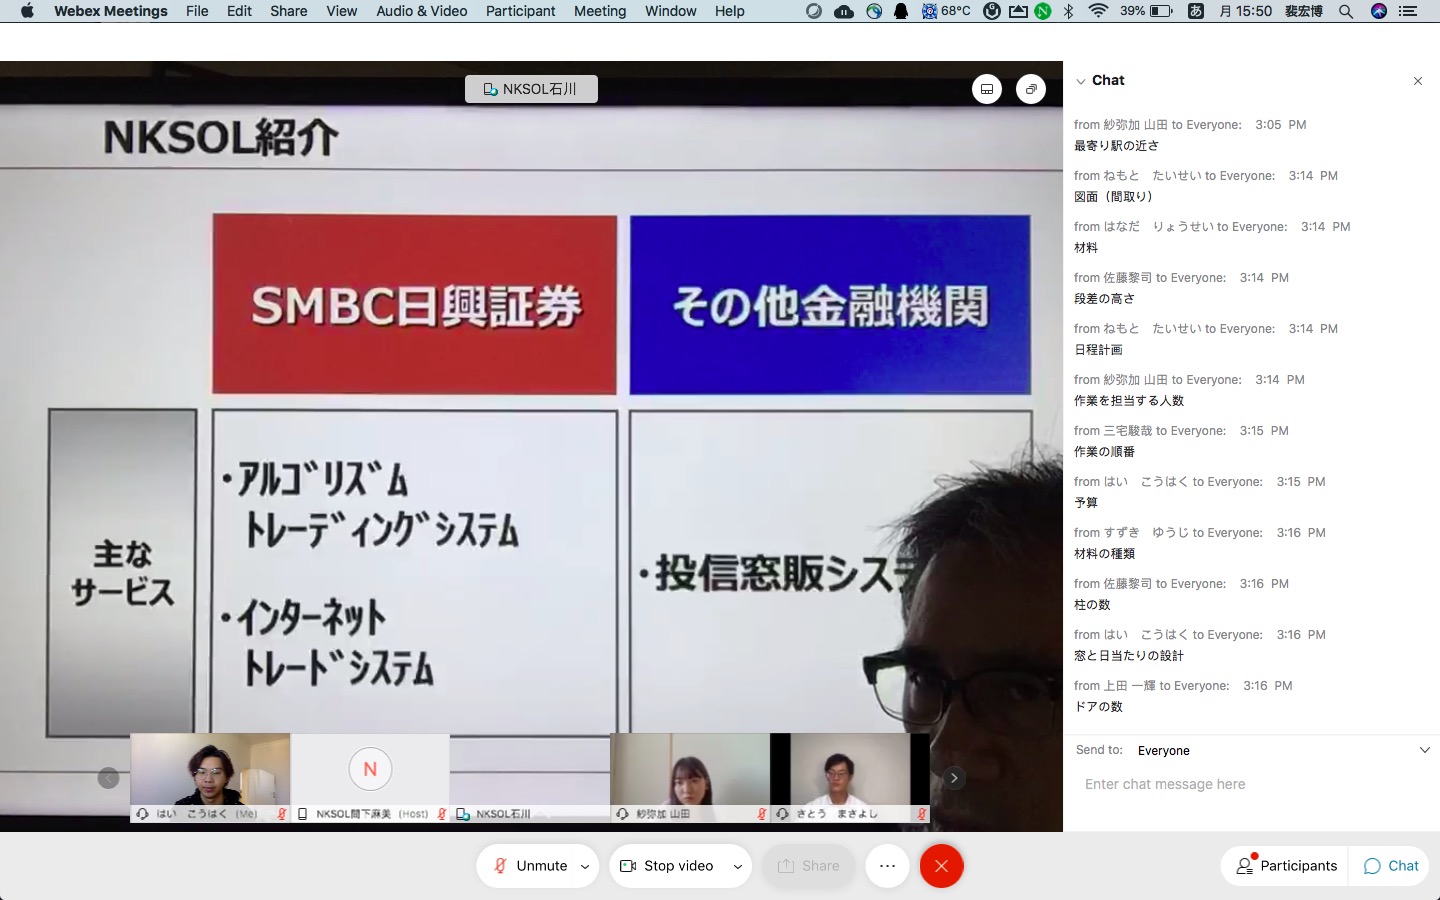 Webex Meetings File Edit Share View Audio & Video Participant Meeting Window Help
68°C 39% あ 月 15:50 裴宏博
NKSOL石川
NKSOL紹介
SMBC日興証券
その他金融機関
主な
サービス
・アルゴリズム
トレーディングシステム
・インターネット
トレードシステム
・投信窓販システ
はい こうはく (Me)
N
NKSOL間下麻美 (Host)
NKSOL石川
紗弥加 山田
さとう まさよし
Chat
from 紗弥加 山田 to Everyone: 3:05 PM
最寄り駅の近さ
from ねもと たいせい to Everyone: 3:14 PM
図面（間取り）
from はなだ りょうせい to Everyone: 3:14 PM
材料
from 佐藤黎司 to Everyone: 3:14 PM
段差の高さ
from ねもと たいせい to Everyone: 3:14 PM
日程計画
from 紗弥加 山田 to Everyone: 3:14 PM
作業を担当する人数
from 三宅駿哉 to Everyone: 3:15 PM
作業の順番
from はい こうはく to Everyone: 3:15 PM
予算
from すずき ゆうじ to Everyone: 3:16 PM
材料の種類
from 佐藤黎司 to Everyone: 3:16 PM
柱の数
from はい こうはく to Everyone: 3:16 PM
窓と日当たりの設計
from 上田 一輝 to Everyone: 3:16 PM
ドアの数
Send to: Everyone
Enter chat message here
Unmute
Stop video
Share
Participants
Chat